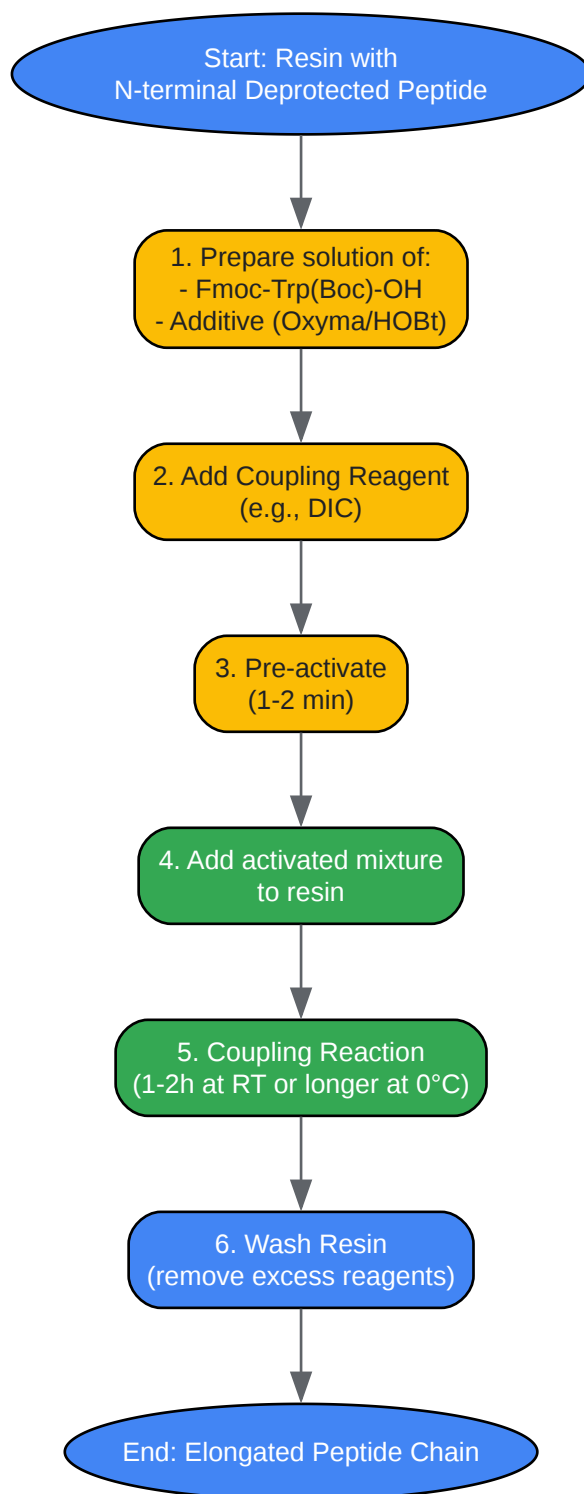 Start: Resin with
N-terminal Deprotected Peptide
1. Prepare solution of:
- Fmoc-Trp(Boc)-OH
- Additive (Oxyma/HOBt)
2. Add Coupling Reagent
(e.g., DIC)
3. Pre-activate
(1-2 min)
4. Add activated mixture
to resin
5. Coupling Reaction
(1-2h at RT or longer at 0°C)
6. Wash Resin
(remove excess reagents)
End: Elongated Peptide Chain